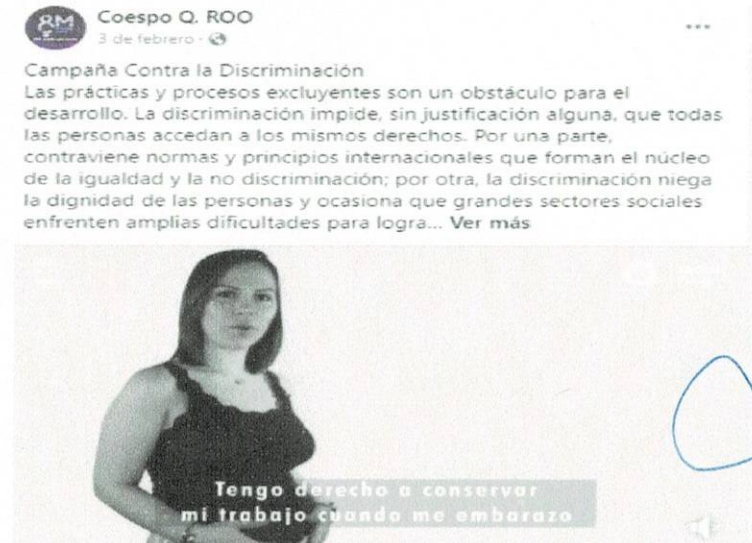 8M
Coespo Q. ROO
3 de febrero ·
Campaña Contra la Discriminación
Las prácticas y procesos excluyentes son un obstáculo para el
desarrollo. La discriminación impide, sin justificación alguna, que todas
las personas accedan a los mismos derechos. Por una parte,
contraviene normas y principios internacionales que forman el núcleo
de la igualdad y la no discriminación; por otra, la discriminación niega
la dignidad de las personas y ocasiona que grandes sectores sociales
enfrenten amplias dificultades para logra... Ver más
Tengo derecho a conservar
mi trabajo cuando me embarazo